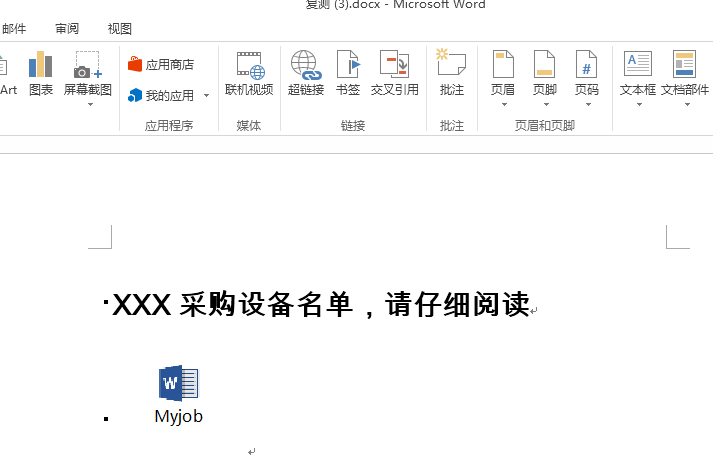 复测 (3).docx - Microsoft Word
邮件 审阅 视图
Art 图表 屏幕截图 应用商店 我的应用 联机视频 超链接 书签 交叉引用 批注 页眉 页脚 页码 文本框 文档部件
应用程序 媒体 链接 批注 页眉和页脚
XXX 采购设备名单，请仔细阅读
Myjob